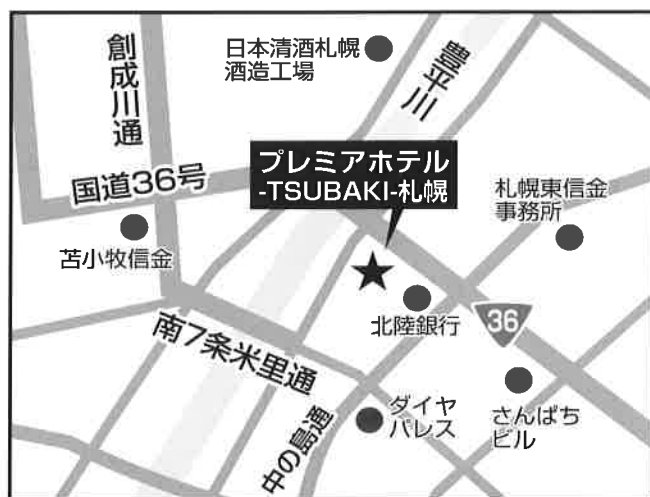 創成川通
日本清酒札幌
酒造工場
豊平川
国道36号
プレミアホテル
-TSUBAKI-札幌
札幌東信金
事務所
苫小牧信金
北陸銀行
36
南7条米里通
中の島通
ダイヤ
パレス
さんぱち
ビル